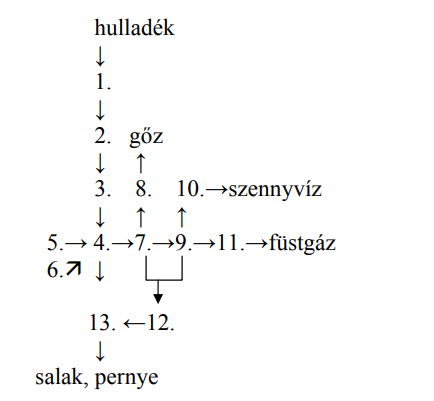 hulladék
↓
1.
↓
2. gőz
↓ ↑
3. 8. 10.→szennyvíz
↓ ↑ ↑
5.→ 4.→7.→9.→11.→füstgáz
6.↗ ↓
13. ←12.
↓
salak, pernye